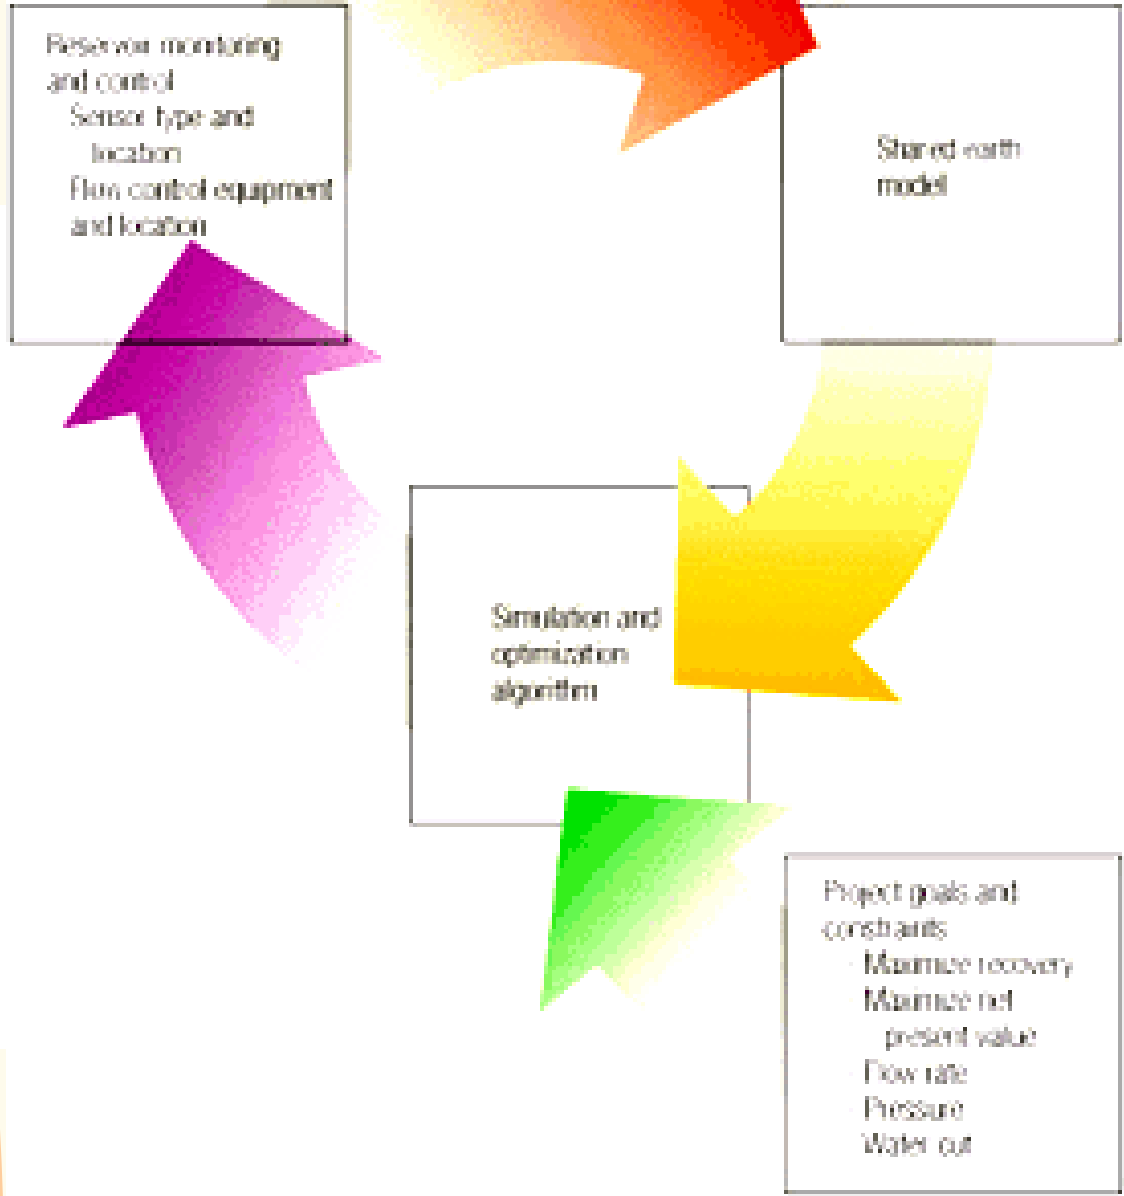 Reservoir monitoring
and control
Sensor type and
location
Flow control equipment
and location
Shared earth
model
Simulation and
optimization
algorithm
Project goals and
constraints
· Maximize recovery
· Maximize net
present value
· Flow rate
· Pressure
· Water cut